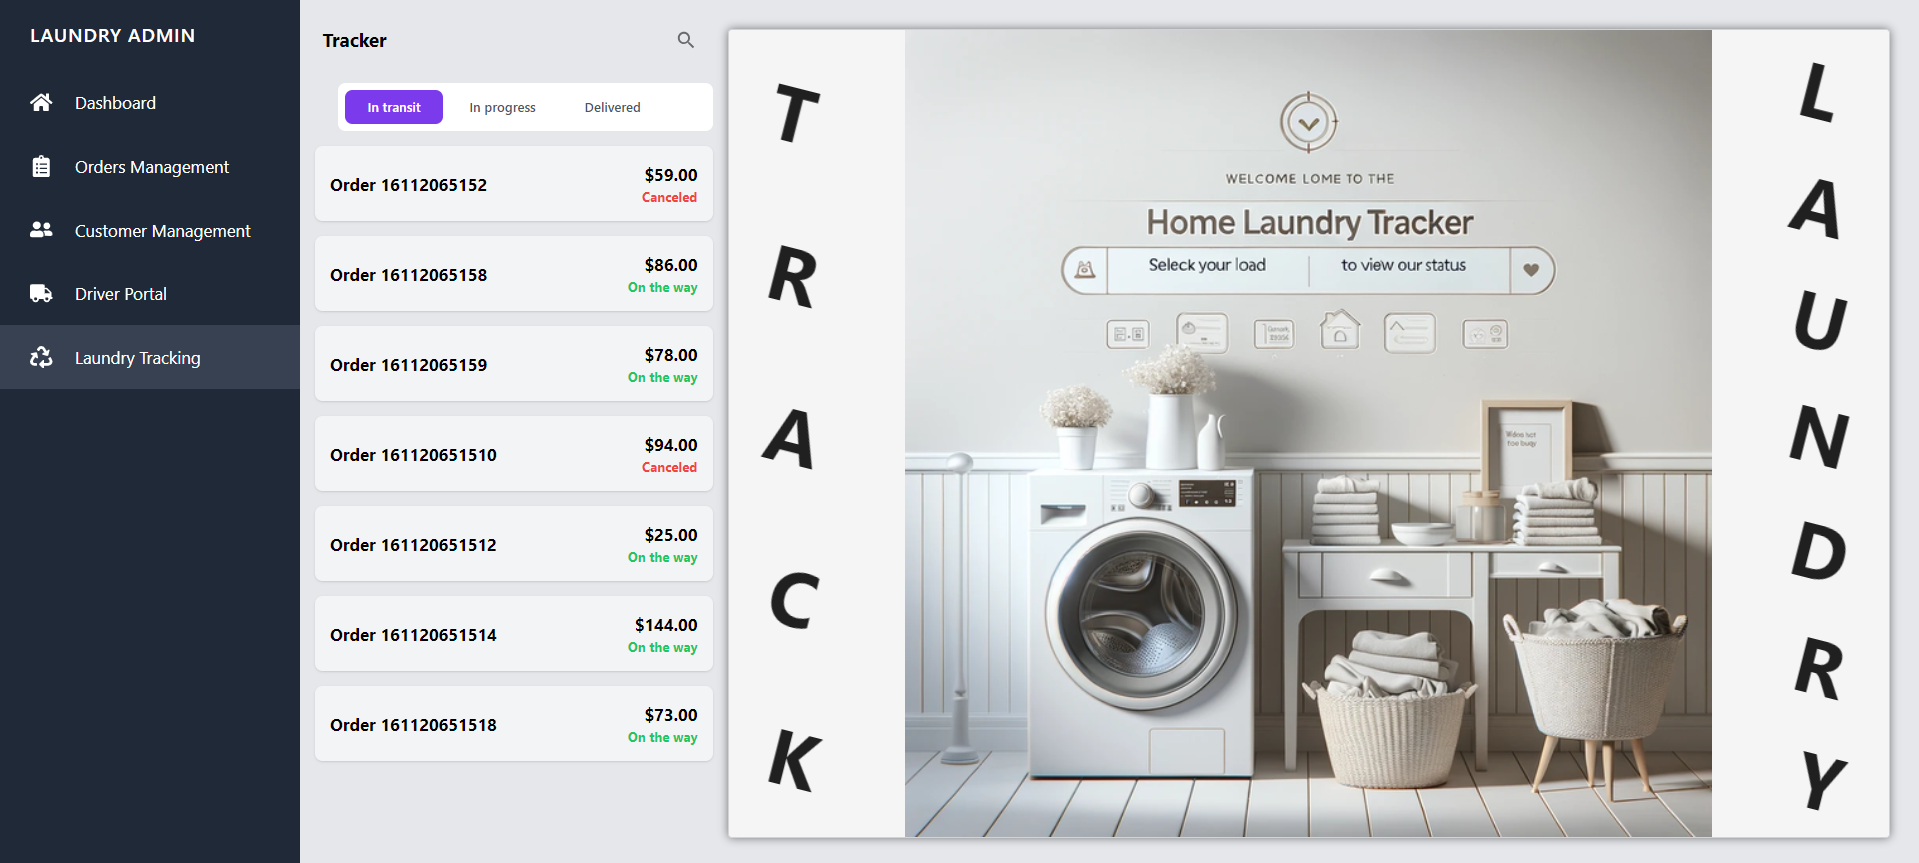 LAUNDRY ADMIN
Dashboard
Orders Management
Customer Management
Driver Portal
Laundry Tracking
Tracker
In transit In progress Delivered
Order 16112065152
$59.00
Canceled
Order 16112065158
$86.00
On the way
Order 16112065159
$78.00
On the way
Order 161120651510
$94.00
Canceled
Order 161120651512
$25.00
On the way
Order 161120651514
$144.00
On the way
Order 161120651518
$73.00
On the way
TRACK
WELCOME LOME TO THE
Home Laundry Tracker
Seleck your load to view our status
LAUNDRY